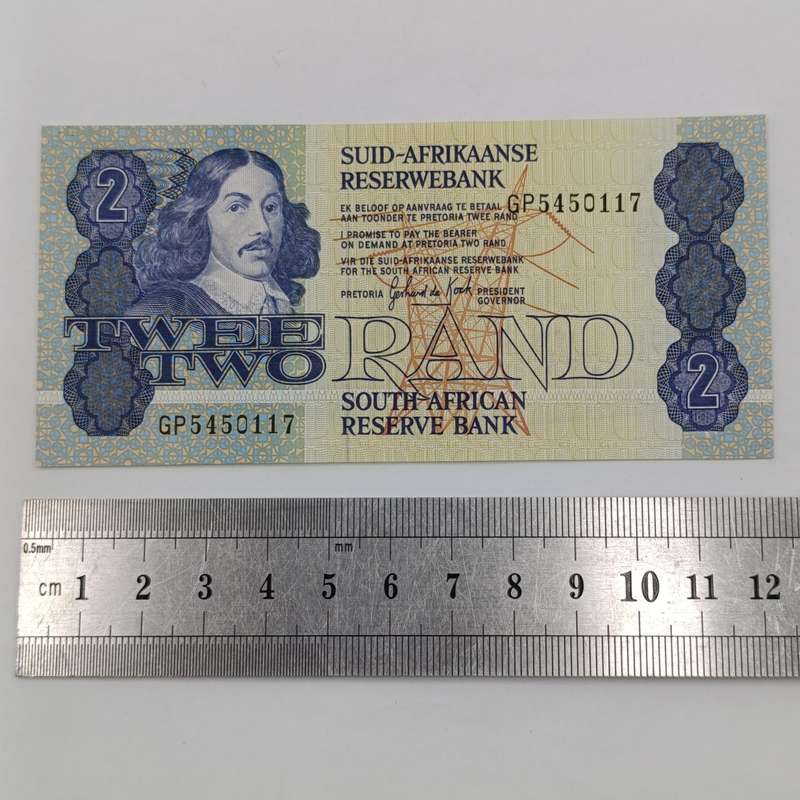 2
SUID-AFRIKAANSE
RESERWEBANK
EK BELOOF OP AANVRAAG TE BETAAL
AAN TOONDER TE PRETORIA TWEE RAND
GP5450117
I PROMISE TO PAY THE BEARER
ON DEMAND AT PRETORIA TWO RAND
VIR DIE SUID-AFRIKAANSE RESERWEBANK
FOR THE SOUTH AFRICAN RESERVE BANK
PRETORIA Gerhard de Kock PRESIDENT
GOVERNOR
TWEE
TWO RAND
2
SOUTH AFRICAN
RESERVE BANK
GP5450117
0.5mm
mm
cm 1 2 3 4 5 6 7 8 9 10 11 12